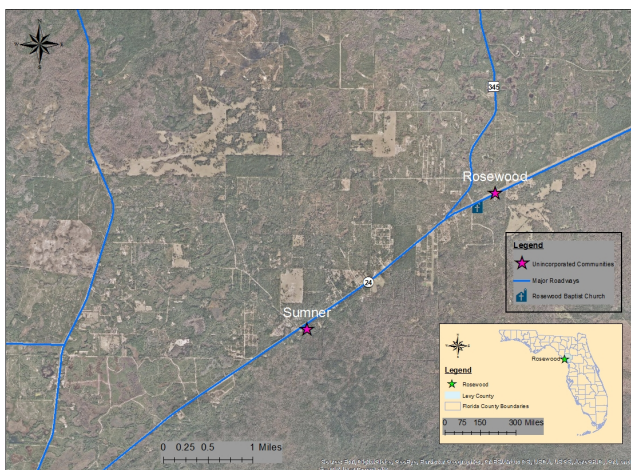 N
W
E
S
345
Rosewood
Legend
Unincorporated Communities
Major Roadways
Rosewood Baptist Church
24
Sumner
Rosewood
Legend
Rosewood
Levy County
Florida County Boundaries
0 75 150 300 Miles
0 0.25 0.5 1 Miles